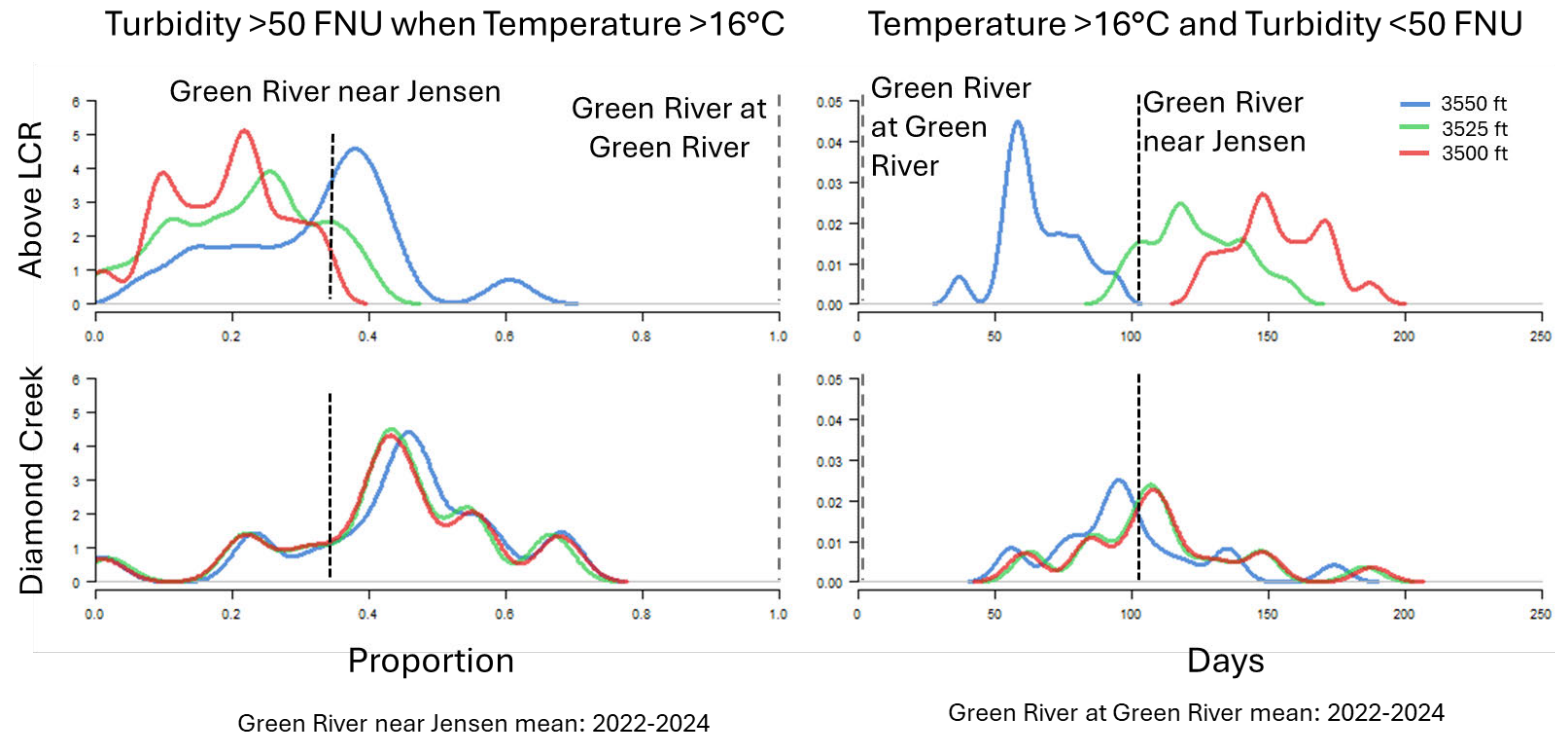 Turbidity >50 FNU when Temperature >16°C
Temperature >16°C and Turbidity <50 FNU
Above LCR
Green River near Jensen
Green River at
Green River
6
5
4
3
2
1
0
0.0
0.2
0.4
0.6
0.8
1.0
Green River
at Green
River
Green River
near Jensen
3550 ft
3525 ft
3500 ft
0.05
0.04
0.03
0.02
0.01
0.00
0
50
100
150
200
250
Diamond Creek
6
5
4
3
2
1
0
0.0
0.2
0.4
0.6
0.8
1.0
0.05
0.04
0.03
0.02
0.01
0.00
0
50
100
150
200
250
Proportion
Days
Green River near Jensen mean: 2022-2024
Green River at Green River mean: 2022-2024